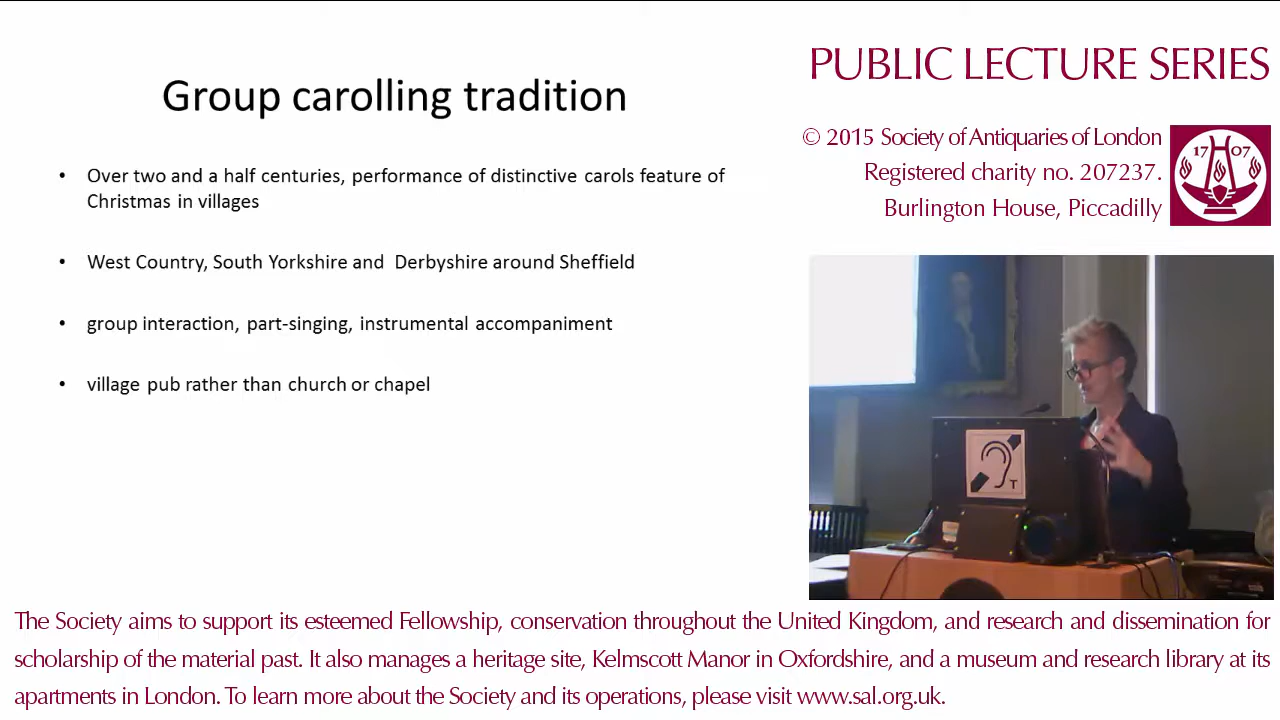 Group carolling tradition
• Over two and a half centuries, performance of distinctive carols feature of
Christmas in villages
• West Country, South Yorkshire and Derbyshire around Sheffield
• group interaction, part-singing, instrumental accompaniment
• village pub rather than church or chapel
PUBLIC LECTURE SERIES
© 2015 Society of Antiquaries of London
Registered charity no. 207237.
Burlington House, Piccadilly
1707
T
The Society aims to support its esteemed Fellowship, conservation throughout the United Kingdom, and research and dissemination for
scholarship of the material past. It also manages a heritage site, Kelmscott Manor in Oxfordshire, and a museum and research library at its
apartments in London. To learn more about the Society and its operations, please visit www.sal.org.uk.